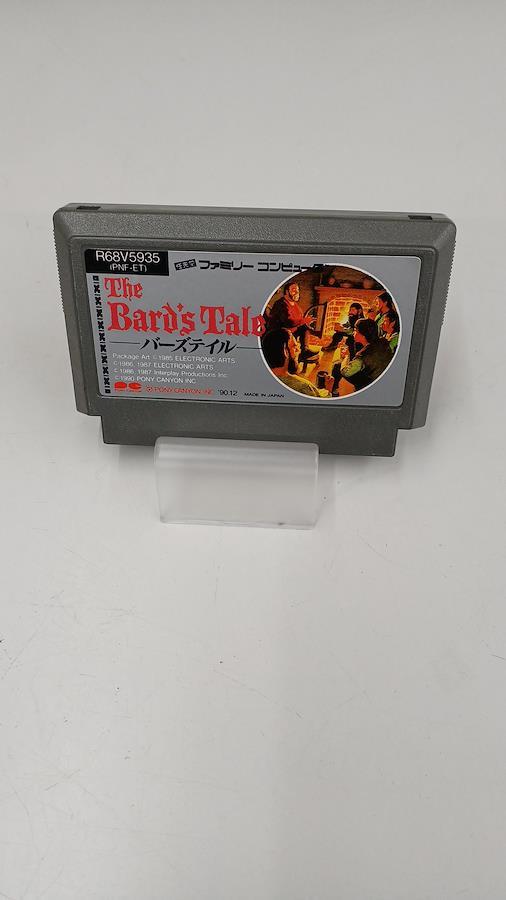 R68V5935
(PNF-ET)
ファミリー コンピュータ
The
Bard's Tale
バーズテイル
Package Art ©1985 ELECTRONIC ARTS
©1986, 1987 ELECTRONIC ARTS
©1986, 1987 Interplay Productions Inc.
©1990 PONY CANYON INC.
Ⓟ PONY CANYON INC. '90.12 MADE IN JAPAN